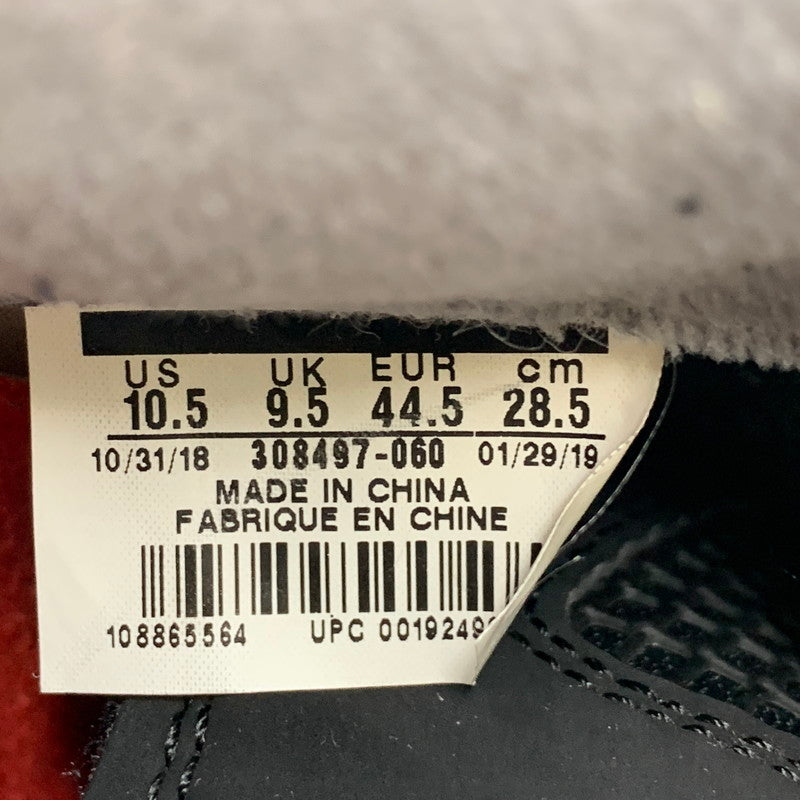 US UK EUR cm
10.5 9.5 44.5 28.5
10/31/18 308497-060 01/29/19
MADE IN CHINA
FABRIQUE EN CHINE
108865564 UPC 00192499